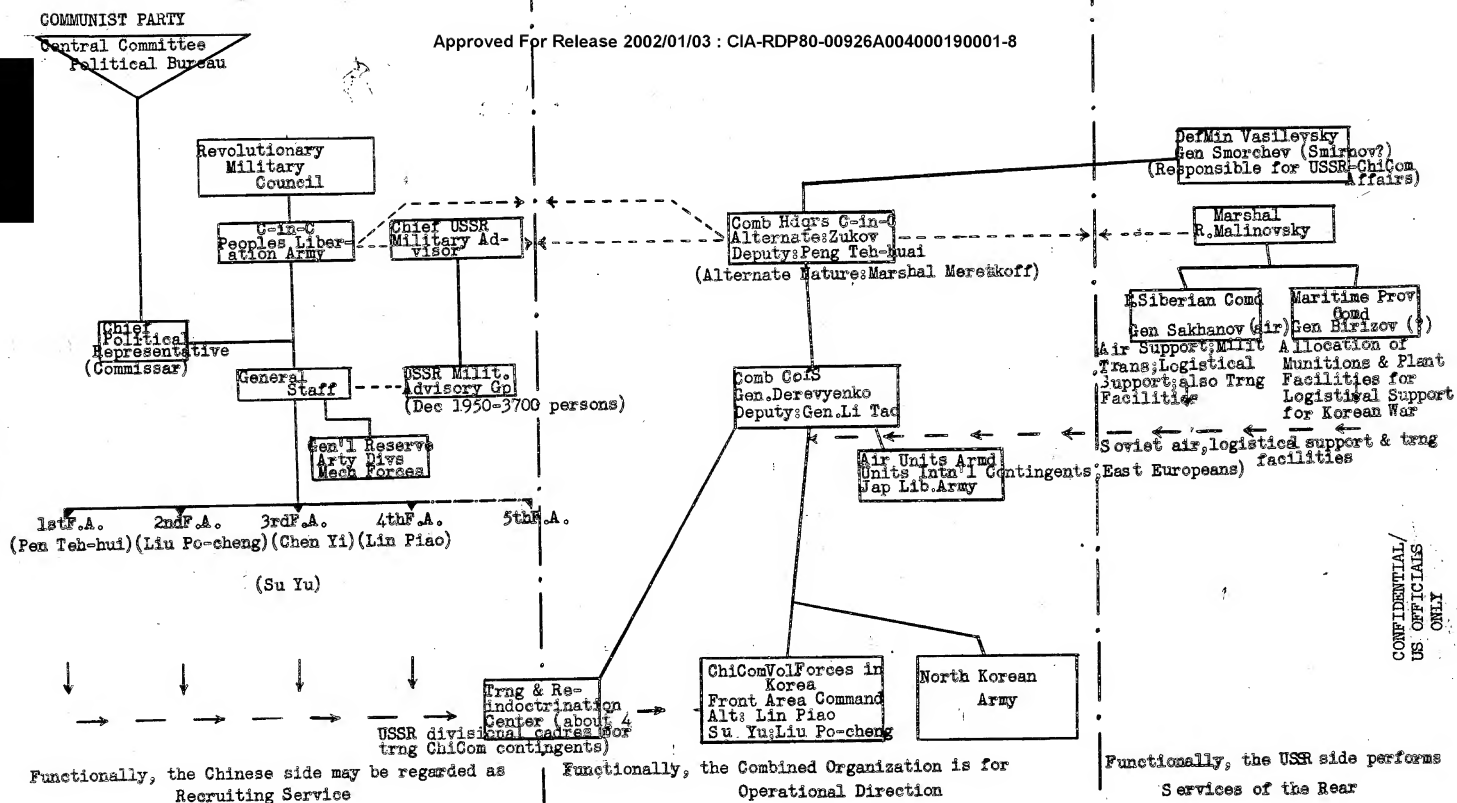 COMMUNIST PARTY
Central Committee
Political Bureau
Approved For Release 2002/01/03 : CIA-RDP80-00926A004000190001-8
Revolutionary
Military
Council
C-in-C
Peoples Liber-
ation Army
Chief USSR
Military Ad-
visor
Chief
Political
Representative
(Commissar)
General
Staff
USSR Milit.
Advisory Gp
(Dec 1950-3700 persons)
Gen'l Reserve
Arty Divs
Mech Forces
1stF.A. 2ndF.A. 3rdF.A. 4thF.A. 5thF.A.
(Pen Teh-hui) (Liu Po-cheng) (Chen Yi) (Lin Piao)
(Su Yu)
Trng & Re-
indoctrination
Center (about 4
USSR divisional cadres for
trng ChiCom contingents)
Functionally, the Chinese side may be regarded as
Recruiting Service
Comb Hdqrs C-in-C
Alternate:Zukov
Deputy:Peng Teh-huai
(Alternate Nature:Marshal Meretkoff)
Comb CofS
Gen.Derevyenko
Deputy:Gen.Li Tao
Air Units Armd
Units Intn'l Contingents:East Europeans)
Jap Lib.Army
ChiComVolForces in
Korea
Front Area Command
Alt: Lin Piao
Su Yu;Liu Po-cheng
North Korean
Army
Functionally, the Combined Organization is for
Operational Direction
DefMin Vasilevsky
Gen Smorchev (Smirnov?)
(Responsible for USSR-ChiCom
Affairs)
Marshal
R.Malinovsky
E.Siberian Comd
Gen Sakhanov (air)
Air Support;Milit
Trans;Logistical
Support;also Trng
Facilities
Maritime Prov
Comd
Gen Birizov (?)
Allocation of
Munitions & Plant
Facilities for
Logistival Support
for Korean War
Soviet air,logistical support & trng
facilities
CONFIDENTIAL/
US OFFICIALS
ONLY
Functionally, the USSR side performs
Services of the Rear